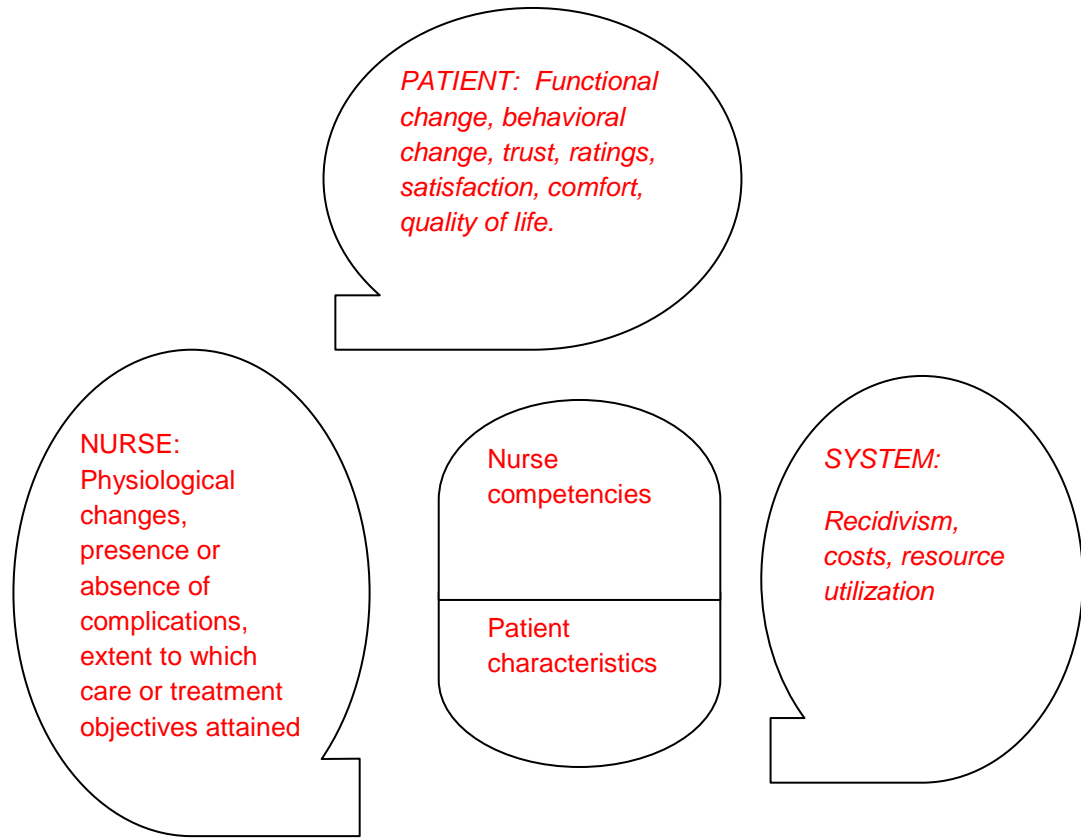 PATIENT: Functional
change, behavioral
change, trust, ratings,
satisfaction, comfort,
quality of life.
NURSE:
Physiological
changes,
presence or
absence of
complications,
extent to which
care or treatment
objectives attained
Nurse
competencies
Patient
characteristics
SYSTEM:
Recidivism,
costs, resource
utilization